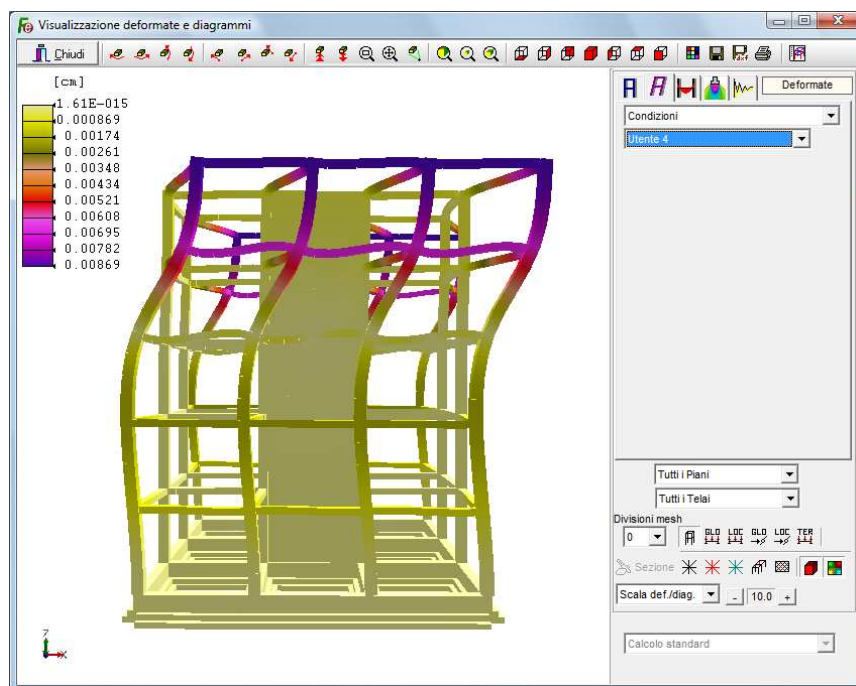 Visualizzazione deformate e diagrammi
Chiudi
Deformate
[cm]
1.61E-015
0.000869
0.00174
0.00261
0.00348
0.00434
0.00521
0.00608
0.00695
0.00782
0.00869
Condizioni
Utente 4
Tutti i Piani
Tutti i Telai
Divisioni mesh
0
GLO LOC GLO LOC TER
Sezione
Scala def./diag. - 10.0 +
Calcolo standard
Z
X